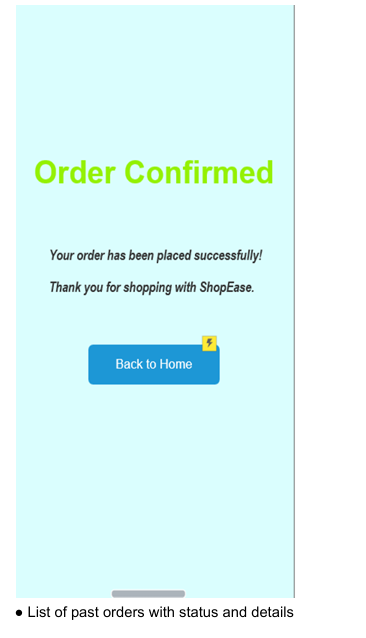 Order Confirmed
Your order has been placed successfully!
Thank you for shopping with ShopEase.
Back to Home
● List of past orders with status and details